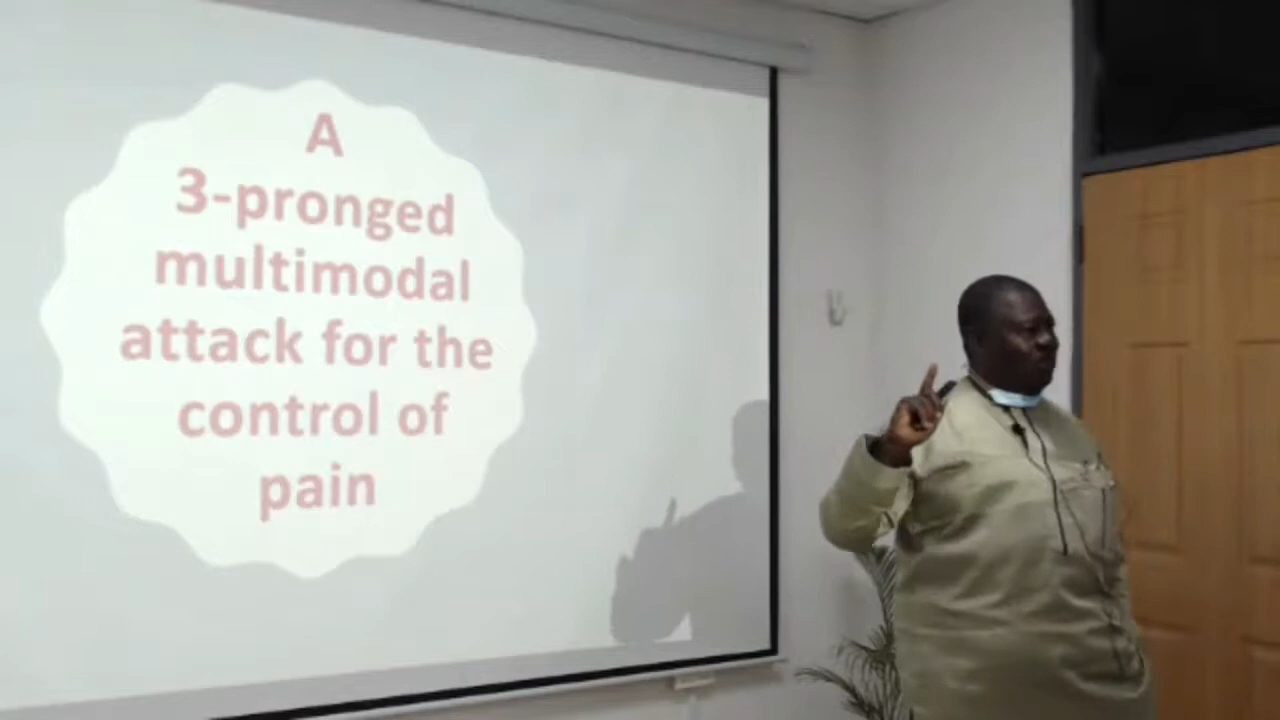 A
3-pronged
multimodal
attack for the
control of
pain